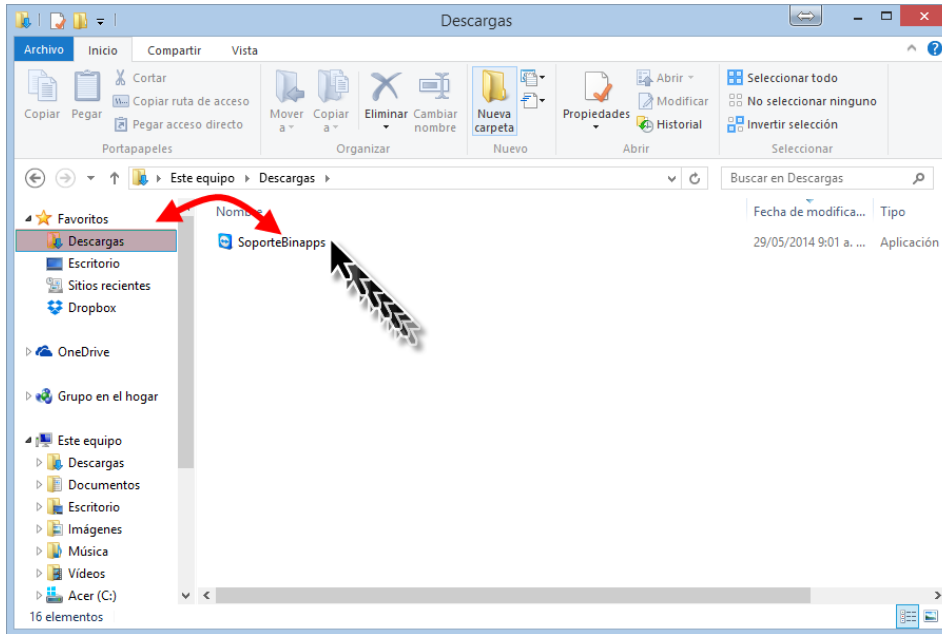 Descargas
Archivo Inicio Compartir Vista
Copiar
Pegar
Cortar
Copiar ruta de acceso
Pegar acceso directo
Portapapeles
Mover a
Copiar a
Eliminar
Cambiar nombre
Organizar
Nueva carpeta
Nuevo
Propiedades
Abrir
Modificar
Historial
Abrir
Seleccionar todo
No seleccionar ninguno
Invertir selección
Seleccionar
Este equipo Descargas
Buscar en Descargas
Favoritos
Descargas
Escritorio
Sitios recientes
Dropbox
OneDrive
Grupo en el hogar
Este equipo
Descargas
Documentos
Escritorio
Imágenes
Música
Vídeos
Acer (C:)
Nombre Fecha de modifica... Tipo
SoporteBinapps 29/05/2014 9:01 a. ... Aplicación
16 elementos